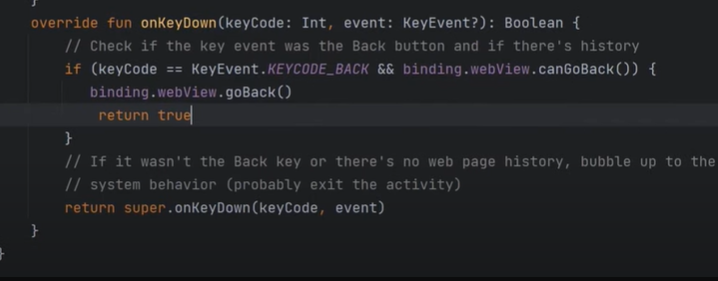 }
override fun onKeyDown(keyCode: Int, event: KeyEvent?): Boolean {
// Check if the key event was the Back button and if there's history
if (keyCode == KeyEvent.KEYCODE_BACK && binding.webView.canGoBack()) {
binding.webView.goBack()
return true
}
// If it wasn't the Back key or there's no web page history, bubble up to the
// system behavior (probably exit the activity)
return super.onKeyDown(keyCode, event)
}
}